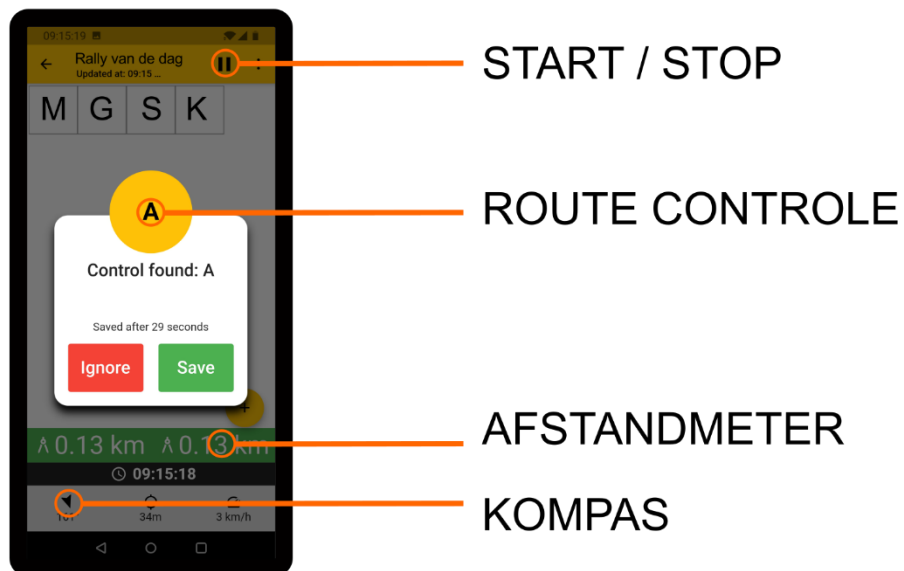 09:15:19
Rally van de dag
Updated at: 09:15 ...
START / STOP
M G S K
A
ROUTE CONTROLE
Control found: A
Saved after 29 seconds
Ignore Save
+
0.13 km 0.13 km
AFSTANDMETER
09:15:18
KOMPAS
34m 3 km/h